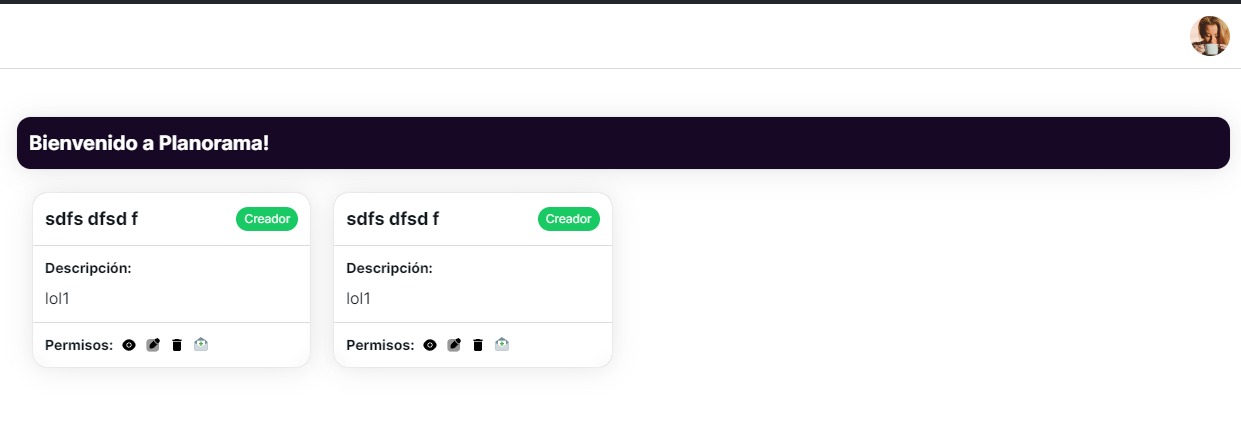 Bienvenido a Planorama!
sdfs dfsd f Creador
Descripción:
lol1
Permisos:
sdfs dfsd f Creador
Descripción:
lol1
Permisos: